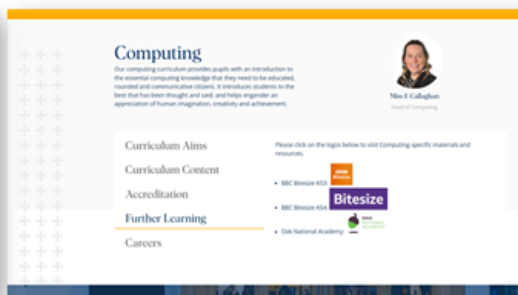 Computing
Our computing curriculum provides pupils with an introduction to
the essential computing knowledge that they need to be educated,
rounded and communicative citizens. It introduces students to the
best that has been thought and said; and helps engender an
appreciation of human imagination, creativity and achievement.
Miss E Callaghan
Head of Computing
Curriculum Aims
Curriculum Content
Accreditation
Further Learning
Careers
Please click on the logos below to visit Computing specific materials and
resources.
BBC Bitesize KS3:
Bitesize
BBC Bitesize KS4:
Bitesize
Oak National Academy:
OAK
NATIONAL
ACADEMY